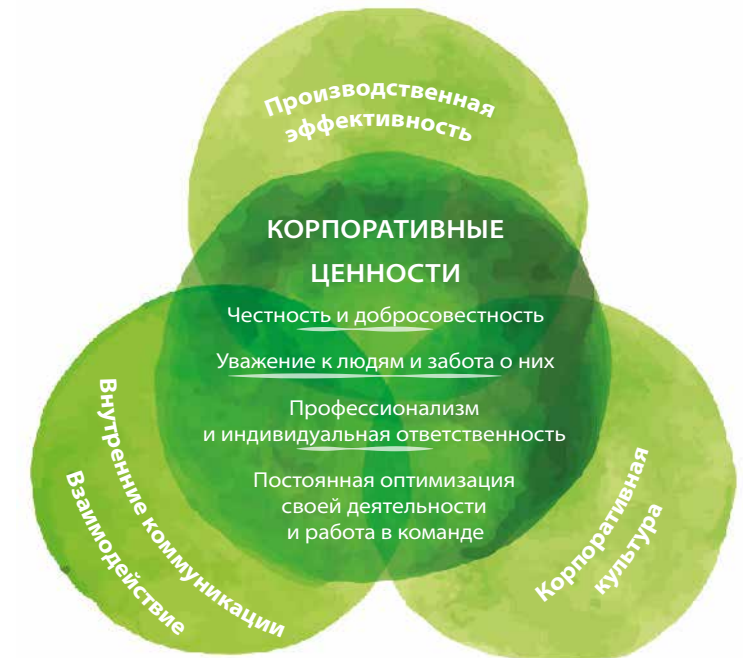 Производственная
эффективность
КОРПОРАТИВНЫЕ
ЦЕННОСТИ
Честность и добросовестность
Уважение к людям и забота о них
Профессионализм
и индивидуальная ответственность
Постоянная оптимизация
своей деятельности
и работа в команде
Внутренние коммуникации
Взаимодействие
Корпоративная
культура